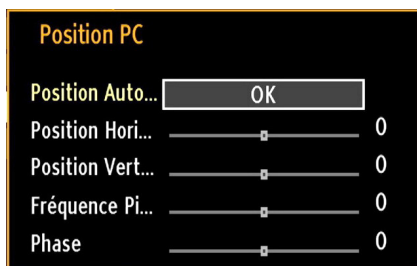 Position PC
Position Auto... OK
Position Hori... 0
Position Vert... 0
Fréquence Pi... 0
Phase 0